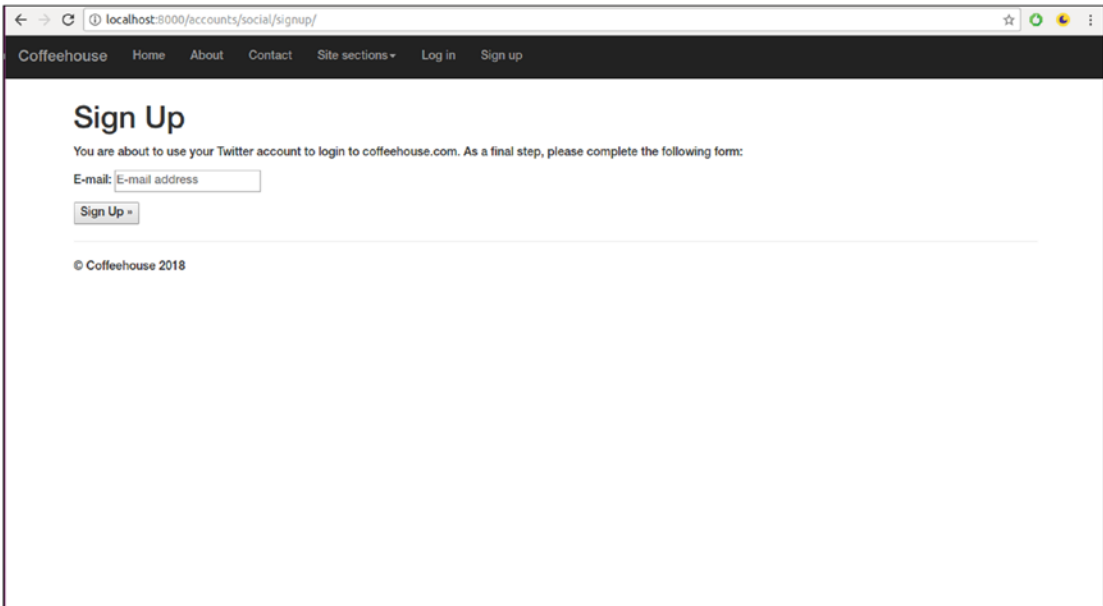 localhost:8000/accounts/social/signup/
Coffeehouse Home About Contact Site sections Log in Sign up
Sign Up
You are about to use your Twitter account to login to coffeehouse.com. As a final step, please complete the following form:
E-mail: E-mail address
Sign Up »
© Coffeehouse 2018